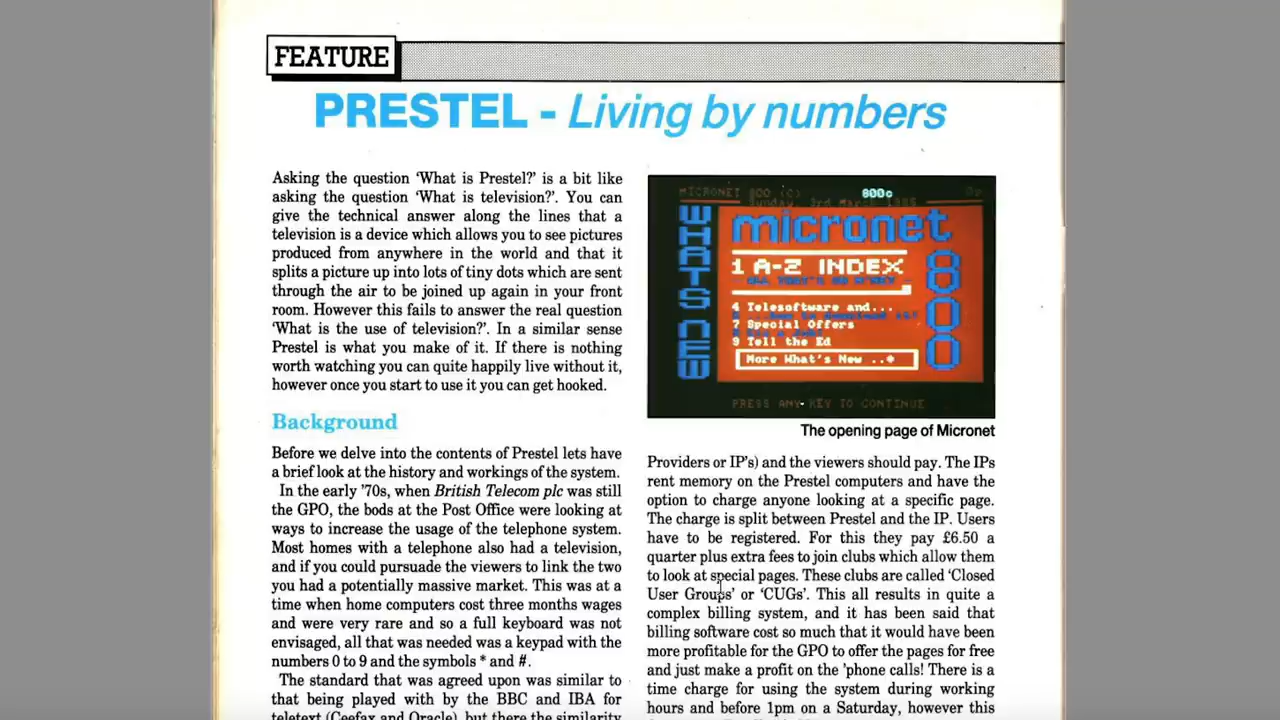 FEATURE
PRESTEL - Living by numbers
Asking the question 'What is Prestel?' is a bit like
asking the question 'What is television?'. You can
give the technical answer along the lines that a
television is a device which allows you to see pictures
produced from anywhere in the world and that it
splits a picture up into lots of tiny dots which are sent
through the air to be joined up again in your front
room. However this fails to answer the real question
'What is the use of television?'. In a similar sense
Prestel is what you make of it. If there is nothing
worth watching you can quite happily live without it,
however once you start to use it you can get hooked.
Background
Before we delve into the contents of Prestel lets have
a brief look at the history and workings of the system.
In the early '70s, when British Telecom plc was still
the GPO, the bods at the Post Office were looking at
ways to increase the usage of the telephone system.
Most homes with a telephone also had a television,
and if you could pursuade the viewers to link the two
you had a potentially massive market. This was at a
time when home computers cost three months wages
and were very rare and so a full keyboard was not
envisaged, all that was needed was a keypad with the
numbers 0 to 9 and the symbols * and #.
The standard that was agreed upon was similar to
that being played with by the BBC and IBA for
teletext (Ceefax and Oracle), but there the similarity
MICRONET 800 (C) 800c 0p
Sunday, 3rd March 1985
WHATS NEW
micronet
800
1 A-Z INDEX
4 Telesoftware and...
7 Special Offers
9 Tell the Ed
More What's New ..*
PRESS ANY KEY TO CONTINUE
The opening page of Micronet
Providers or IP's) and the viewers should pay. The IPs
rent memory on the Prestel computers and have the
option to charge anyone looking at a specific page.
The charge is split between Prestel and the IP. Users
have to be registered. For this they pay £6.50 a
quarter plus extra fees to join clubs which allow them
to look at special pages. These clubs are called 'Closed
User Groups' or 'CUGs'. This all results in quite a
complex billing system, and it has been said that
billing software cost so much that it would have been
more profitable for the GPO to offer the pages for free
and just make a profit on the 'phone calls! There is a
time charge for using the system during working
hours and before 1pm on a Saturday, however this